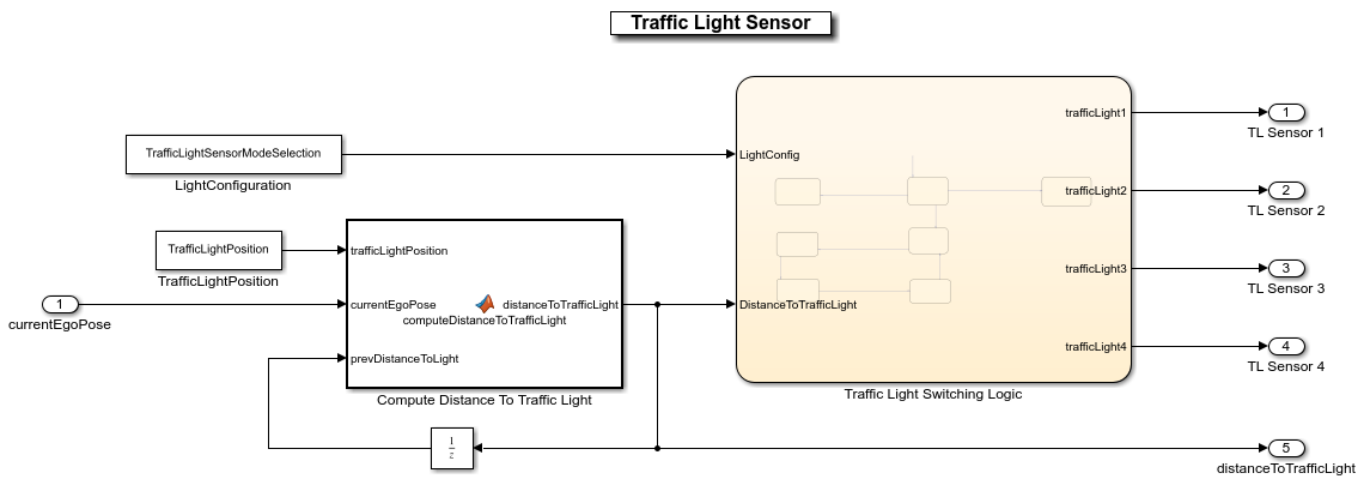 Traffic Light Sensor
TrafficLightSensorModeSelection
LightConfiguration
TrafficLightPosition
TrafficLightPosition
1
currentEgoPose
trafficLightPosition
currentEgoPose
prevDistanceToLight
distanceToTrafficLight
computeDistanceToTrafficLight
Compute Distance To Traffic Light
1
z
LightConfig
DistanceToTrafficLight
trafficLight1
trafficLight2
trafficLight3
trafficLight4
Traffic Light Switching Logic
1
TL Sensor 1
2
TL Sensor 2
3
TL Sensor 3
4
TL Sensor 4
5
distanceToTrafficLight